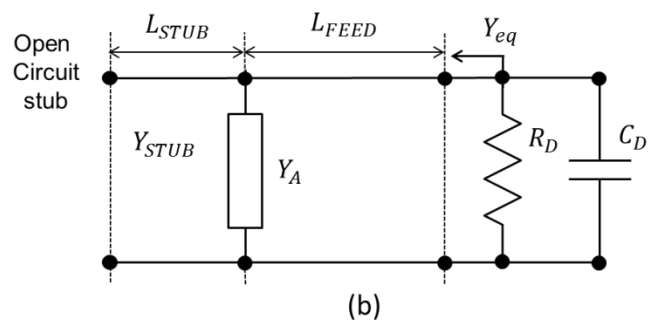 L_STUB L_FEED Y_eq
Open
Circuit
stub
Y_STUB Y_A R_D C_D
(b)